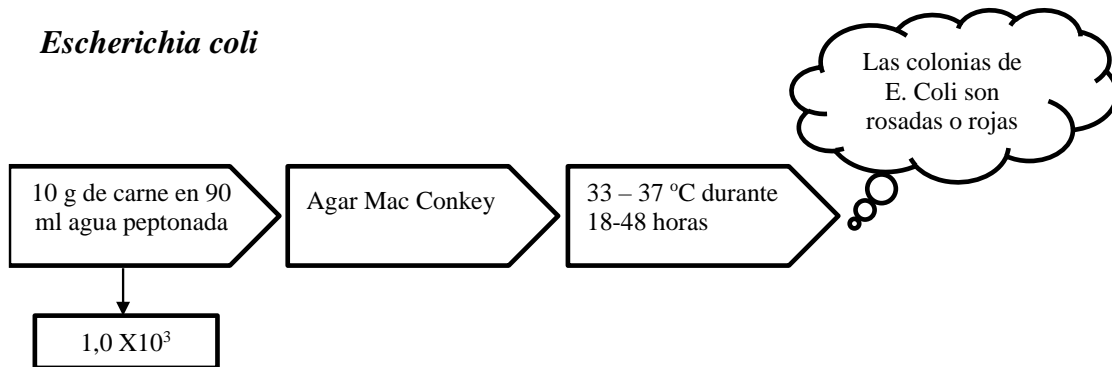 Escherichia coli
Las colonias de
E. Coli son
rosadas o rojas
10 g de carne en 90
ml agua peptonada
Agar Mac Conkey
33 – 37 ºC durante
18-48 horas
1,0 X10³